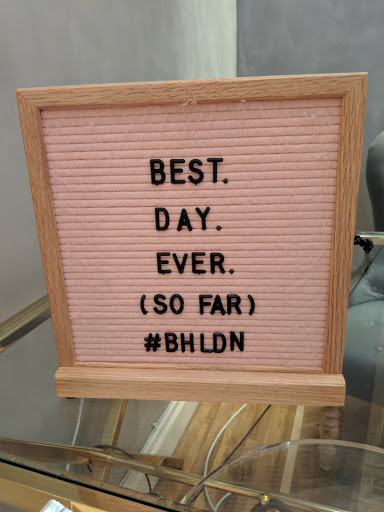 BEST.
DAY.
EVER.
(SO FAR)
#BHLDN